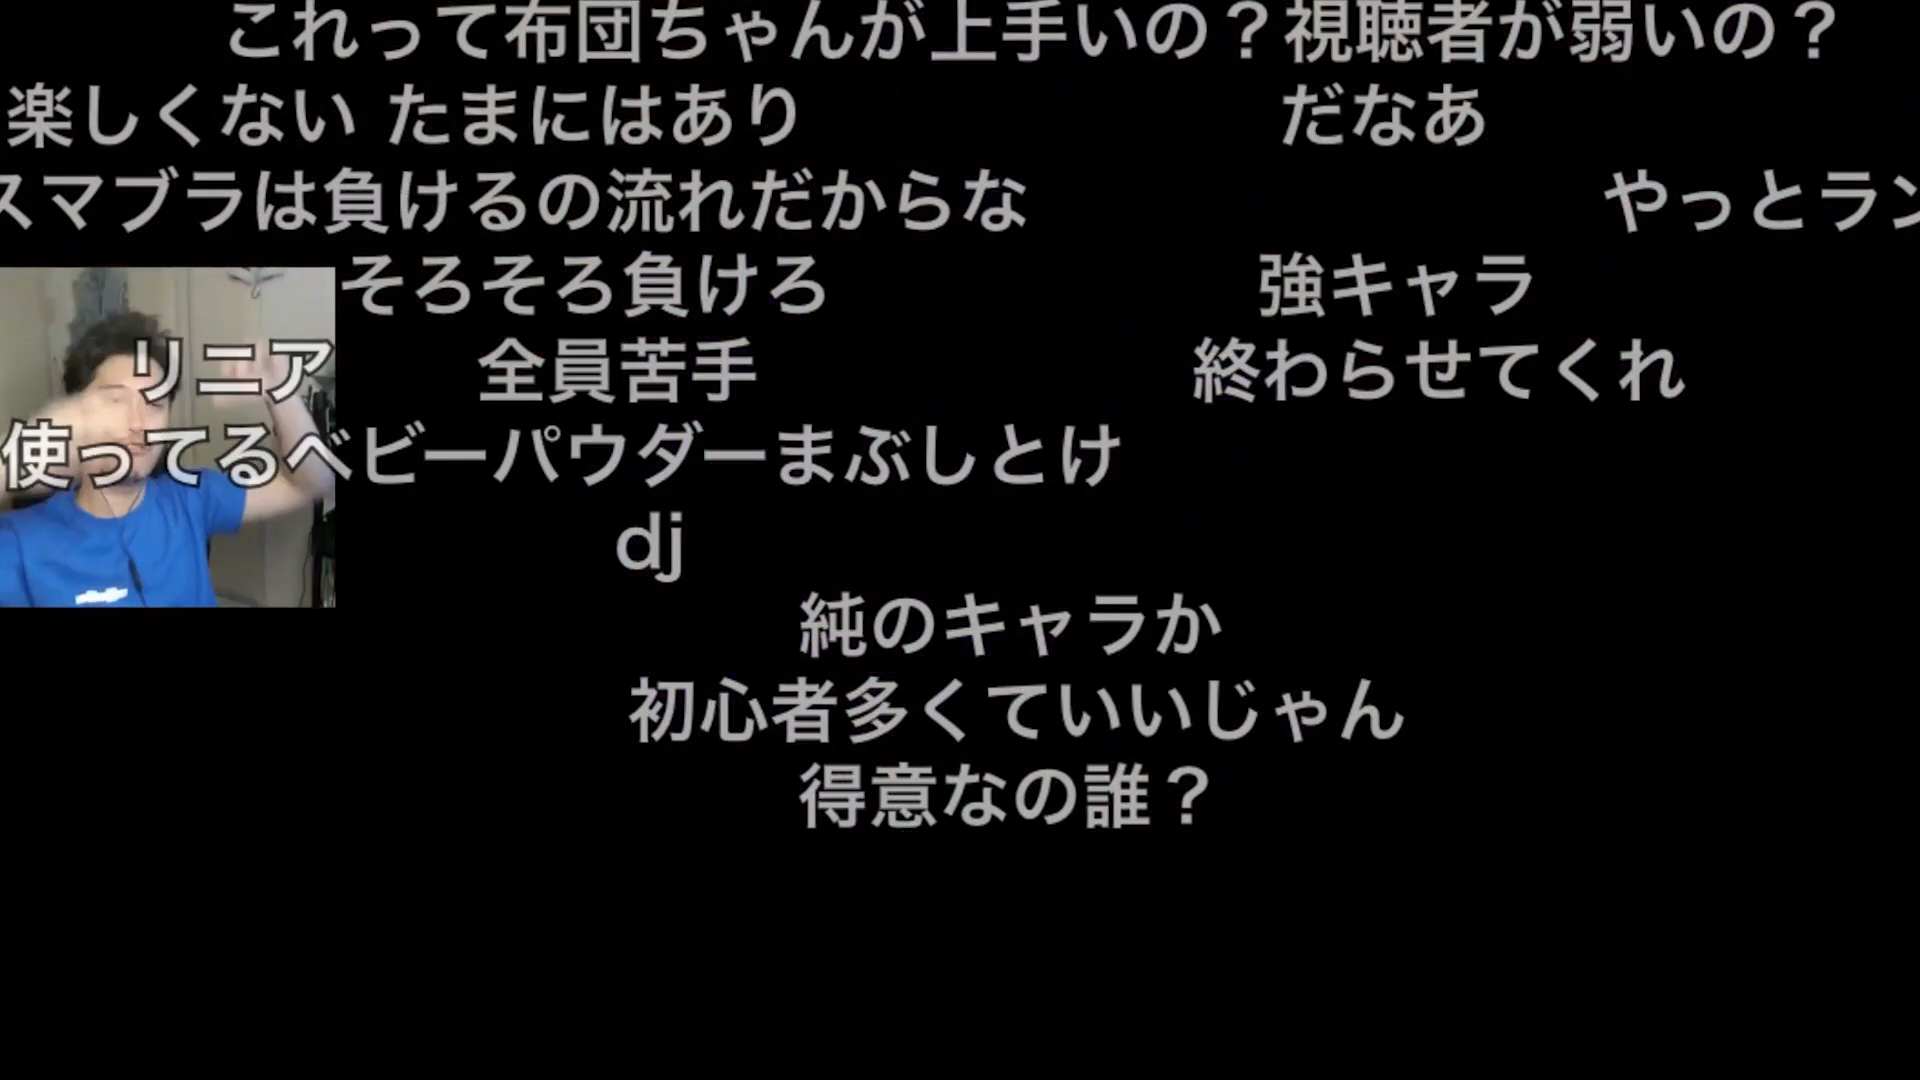 これって布団ちゃんが上手いの？視聴者が弱いの？
楽しくない たまにはあり
だなあ
スマブラは負けるの流れだからな
やっとラン
そろそろ負けろ
強キャラ
リニア
全員苦手
終わらせてくれ
使ってるベビーパウダーまぶしとけ
dj
純のキャラか
初心者多くていいじゃん
得意なの誰？